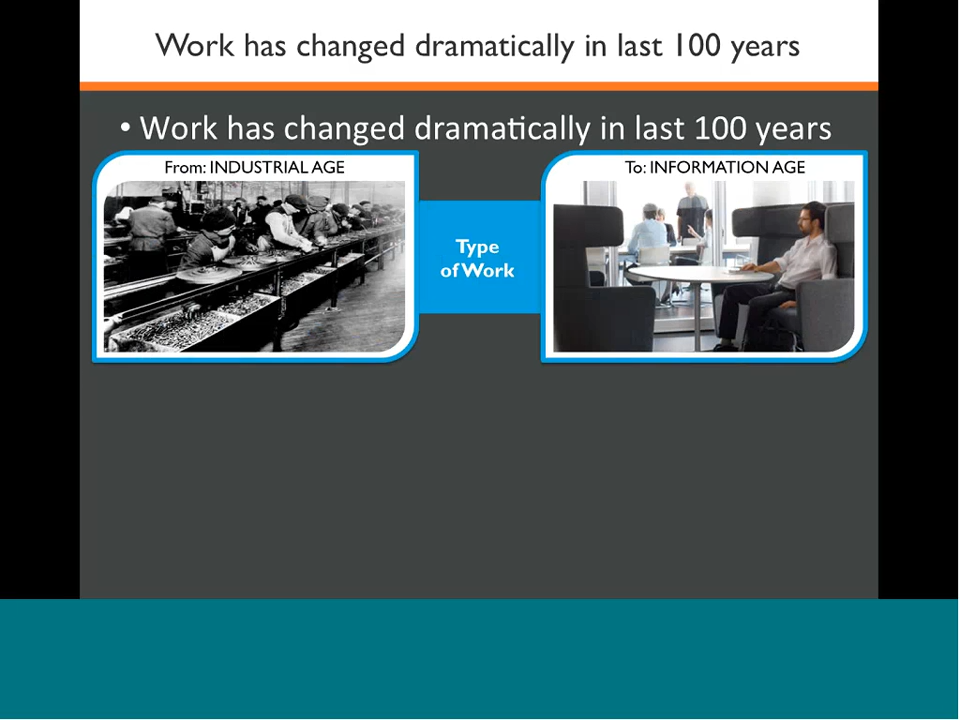 Work has changed dramatically in last 100 years
• Work has changed dramatically in last 100 years
From: INDUSTRIAL AGE
To: INFORMATION AGE
Type
of Work